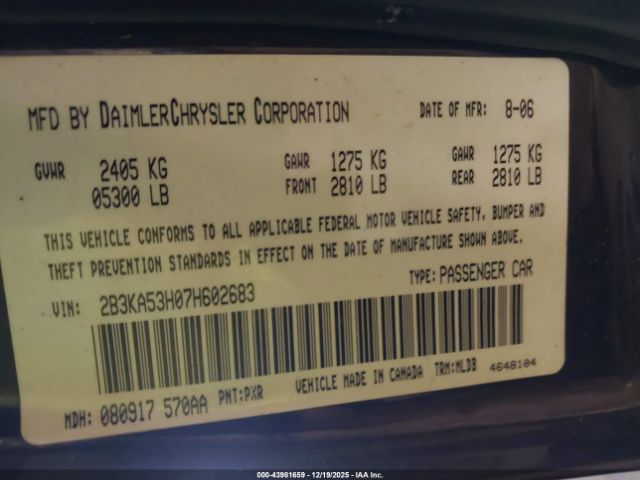 MFD BY DAIMLERCHRYSLER CORPORATION DATE OF MFR: 8-06
GVWR 2405 KG GAWR 1275 KG GAWR 1275 KG
05300 LB FRONT 2810 LB REAR 2810 LB
THIS VEHICLE CONFORMS TO ALL APPLICABLE FEDERAL MOTOR VEHICLE SAFETY, BUMPER AND
THEFT PREVENTION STANDARDS IN EFFECT ON THE DATE OF MANUFACTURE SHOWN ABOVE.
VIN: 2B3KA53H07H602683 TYPE: PASSENGER CAR
MDH: 080917 570AA PNT:PXR VEHICLE MADE IN CANADA TRM:MLDB 4648104
000-43981659 - 12/19/2025 - IAA Inc.